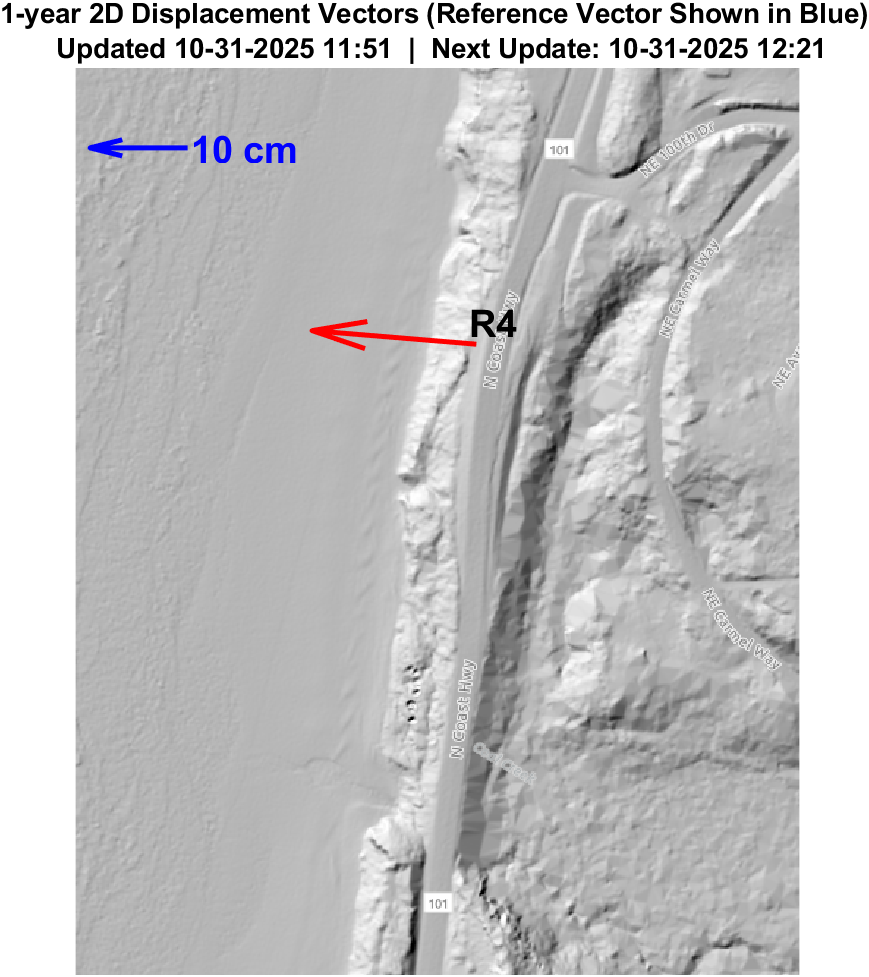 1-year 2D Displacement Vectors (Reference Vector Shown in Blue)
Updated 10-31-2025 11:51 | Next Update: 10-31-2025 12:21
10 cm
101
NE 100th Dr
NE Carmel Way
R4
N Coast Hwy
NE
NE Carmel Way
N Coast Hwy
101